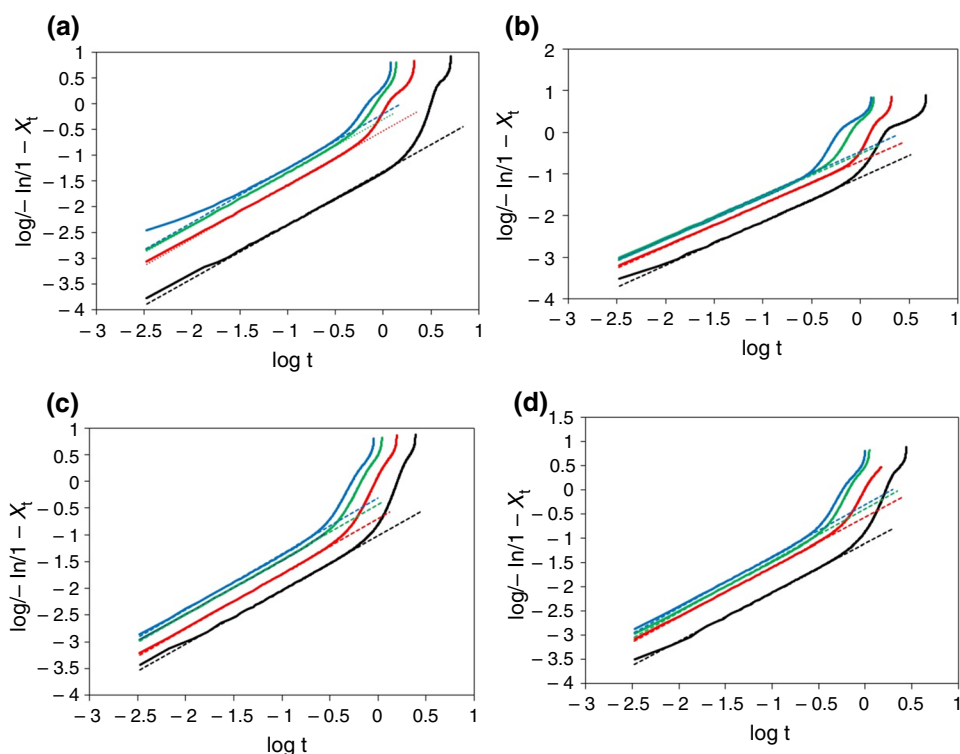 (a)
log/– ln/1 – Xt
1
0.5
0
– 0.5
– 1
– 1.5
– 2
– 2.5
– 3
– 3.5
– 4
– 3 – 2.5 – 2 – 1.5 – 1 – 0.5 0 0.5 1
log t
(b)
log/– ln/1 – Xt
2
1
0
– 1
– 2
– 3
– 4
– 3 – 2.5 – 2 – 1.5 – 1 – 0.5 0 0.5 1
log t
(c)
log/– ln/1 – Xt
1
0.5
0
– 0.5
– 1
– 1.5
– 2
– 2.5
– 3
– 3.5
– 4
– 3 – 2.5 – 2 – 1.5 – 1 – 0.5 0 0.5 1
log t
(d)
log/– ln/1 – Xt
1.5
1
0.5
0
– 0.5
– 1
– 1.5
– 2
– 2.5
– 3
– 3.5
– 4
– 3 – 2.5 – 2 – 1.5 – 1 – 0.5 0 0.5 1
log t